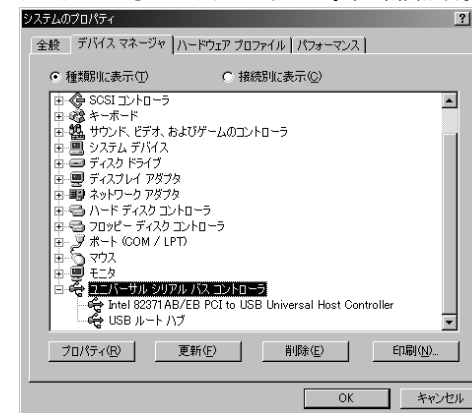 システムのプロパティ
全般 デバイス マネージャ ハードウェア プロファイル パフォーマンス
種類別に表示(T) 接続別に表示(C)
SCSI コントローラ
キーボード
サウンド、ビデオ、およびゲームのコントローラ
システム デバイス
ディスク ドライブ
ディスプレイ アダプタ
ネットワーク アダプタ
ハード ディスク コントローラ
フロッピー ディスク コントローラ
ポート (COM / LPT)
マウス
モニタ
ユニバーサル シリアル バス コントローラ
Intel 82371AB/EB PCI to USB Universal Host Controller
USB ルート ハブ
プロパティ(R) 更新(F) 削除(E) 印刷(N)...
OK キャンセル